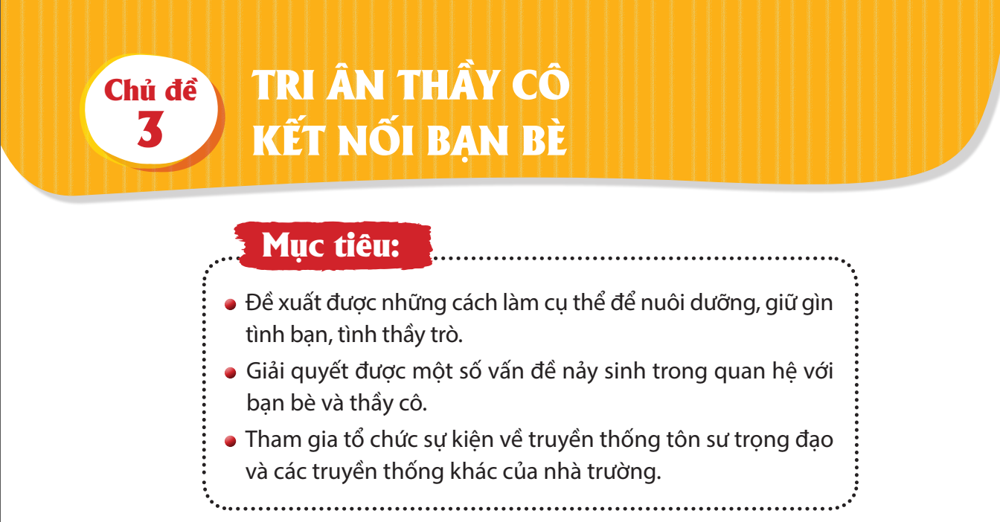 Chủ đề
3
TRI ÂN THẦY CÔ
KẾT NỐI BẠN BÈ
Mục tiêu:
Đề xuất được những cách làm cụ thể để nuôi dưỡng, giữ gìn
tình bạn, tình thầy trò.
Giải quyết được một số vấn đề nảy sinh trong quan hệ với
bạn bè và thầy cô.
Tham gia tổ chức sự kiện về truyền thống tôn sư trọng đạo
và các truyền thống khác của nhà trường.